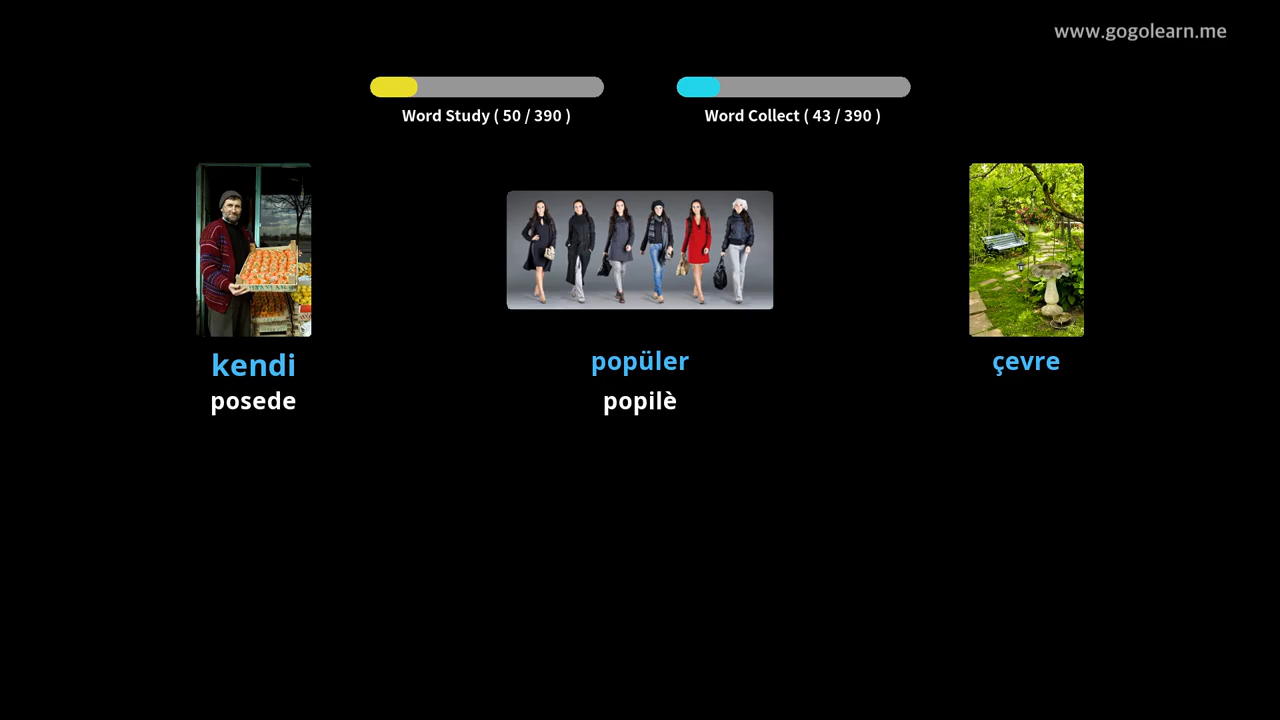 www.gogolearn.me
Word Study ( 50 / 390 )
Word Collect ( 43 / 390 )
kendi
posede
popüler
popilè
çevre